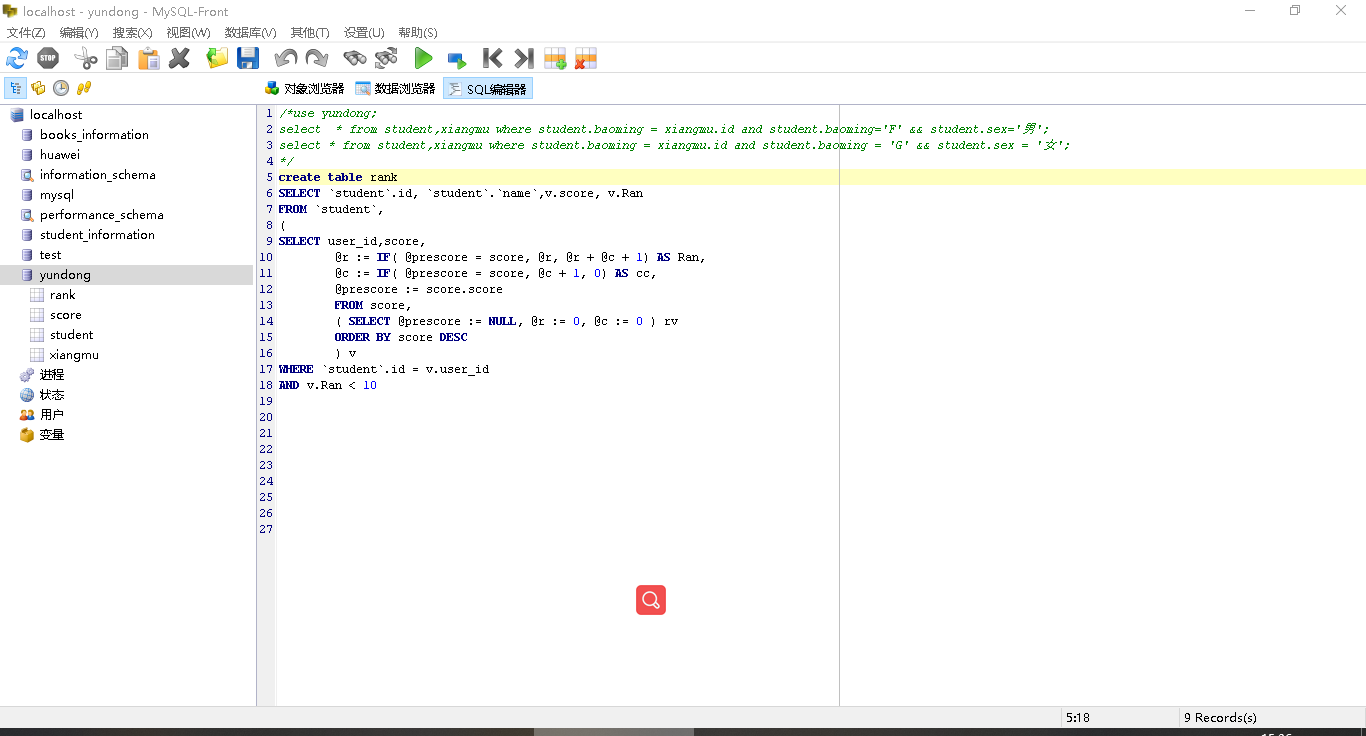 localhost - yundong - MySQL-Front
文件(Z) 编辑(Y) 搜索(X) 视图(W) 数据库(V) 其他(T) 设置(U) 帮助(S)
STOP
对象浏览器 数据浏览器 SQL编辑器
localhost
books_information
huawei
information_schema
mysql
performance_schema
student_information
test
yundong
rank
score
student
xiangmu
进程
状态
用户
变量
1 /*use yundong;
2 select  * from student,xiangmu where student.baoming = xiangmu.id and student.baoming='F' && student.sex='男';
3 select * from student,xiangmu where student.baoming = xiangmu.id and student.baoming = 'G' && student.sex = '女';
4 */
5 create table rank
6 SELECT `student`.id, `student`.`name`,v.score, v.Ran
7 FROM `student`,
8 (
9 SELECT user_id,score,
10         @r := IF( @prescore = score, @r, @r + @c + 1) AS Ran,
11         @c := IF( @prescore = score, @c + 1, 0) AS cc,
12         @prescore := score.score
13         FROM score,
14         ( SELECT @prescore := NULL, @r := 0, @c := 0 ) rv
15         ORDER BY score DESC
16         ) v
17 WHERE `student`.id = v.user_id
18 AND v.Ran < 10
19
20
21
22
23
24
25
26
27
5:18 9 Records(s)